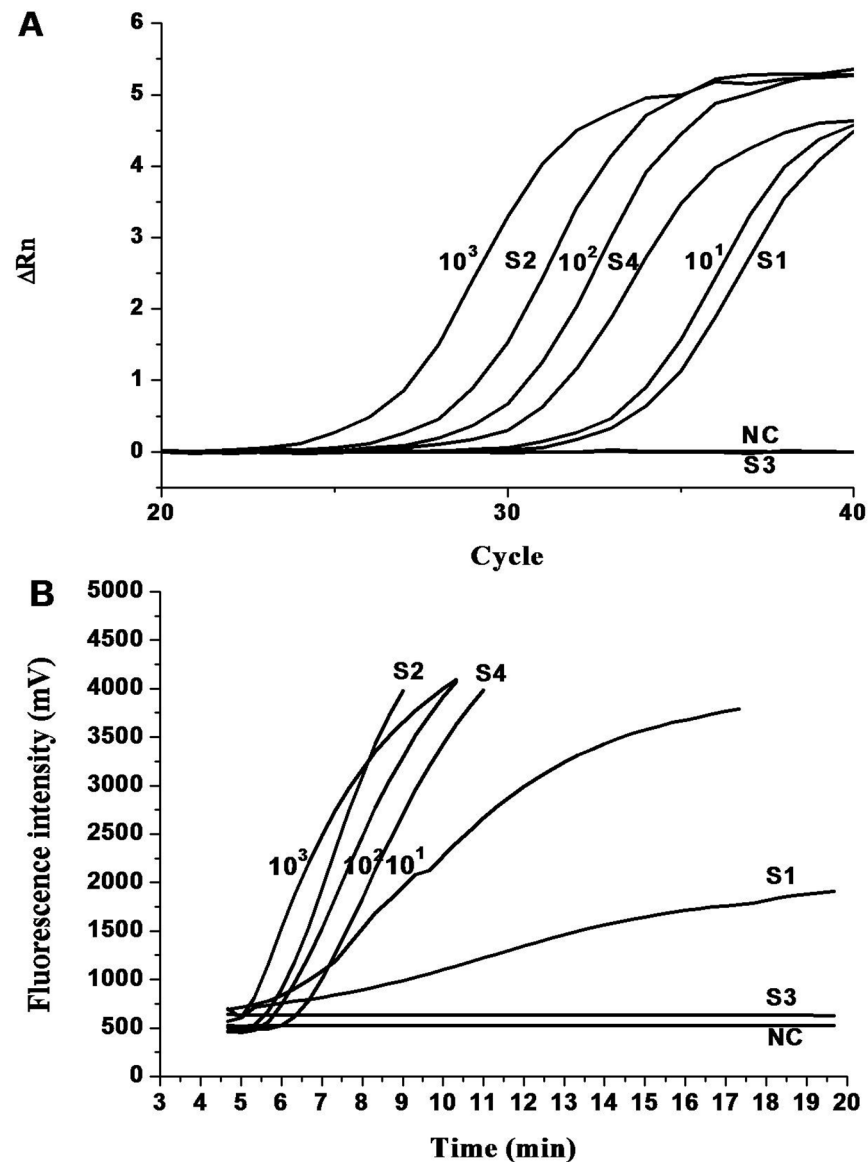 A
6
5
4
3
2
1
0
ΔRn
10³ S2 10² S4 10¹ S1
NC
S3
20 30 40
Cycle
B
5000
4500
4000
3500
3000
2500
2000
1500
1000
500
0
Fluorescence intensity (mV)
S2 S4
10³ 10² 10¹
S1
S3
NC
3 4 5 6 7 8 9 10 11 12 13 14 15 16 17 18 19 20
Time (min)